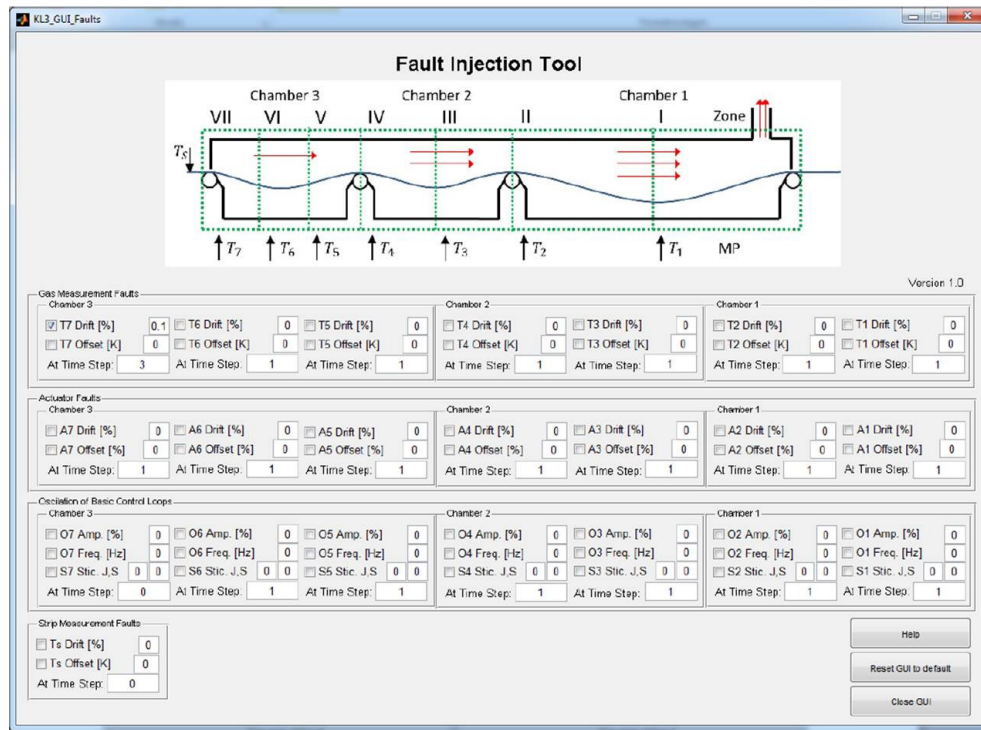 KL3_GUI_Faults
Fault Injection Tool
Chamber 3 Chamber 2 Chamber 1
VII VI V IV III II I Zone
T_S
T_7 T_6 T_5 T_4 T_3 T_2 T_1 MP
Version 1.0
Gas Measurement Faults
Chamber 3 Chamber 2 Chamber 1
T7 Drift [%] 0.1 T6 Drift [%] 0 T5 Drift [%] 0 T4 Drift [%] 0 T3 Drift [%] 0 T2 Drift [%] 0 T1 Drift [%] 0
T7 Offset [K] 0 T6 Offset [K] 0 T5 Offset [K] 0 T4 Offset [K] 0 T3 Offset [K] 0 T2 Offset [K] 0 T1 Offset [K] 0
At Time Step: 3 At Time Step: 1 At Time Step: 1 At Time Step: 1 At Time Step: 1 At Time Step: 1 At Time Step: 1
Actuator Faults
Chamber 3 Chamber 2 Chamber 1
A7 Drift [%] 0 A6 Drift [%] 0 A5 Drift [%] 0 A4 Drift [%] 0 A3 Drift [%] 0 A2 Drift [%] 0 A1 Drift [%] 0
A7 Offset [%] 0 A6 Offset [%] 0 A5 Offset [%] 0 A4 Offset [%] 0 A3 Offset [%] 0 A2 Offset [%] 0 A1 Offset [%] 0
At Time Step: 1 At Time Step: 1 At Time Step: 1 At Time Step: 1 At Time Step: 1 At Time Step: 1 At Time Step: 1
Oscilation of Basic Control Loops
Chamber 3 Chamber 2 Chamber 1
O7 Amp. [%] 0 O6 Amp. [%] 0 O5 Amp. [%] 0 O4 Amp. [%] 0 O3 Amp. [%] 0 O2 Amp. [%] 0 O1 Amp. [%] 0
O7 Freq. [Hz] 0 O6 Freq. [Hz] 0 O5 Freq. [Hz] 0 O4 Freq. [Hz] 0 O3 Freq. [Hz] 0 O2 Freq. [Hz] 0 O1 Freq. [Hz] 0
S7 Stic. J,S 0 0 S6 Stic. J,S 0 0 S5 Stic. J,S 0 0 S4 Stic. J,S 0 0 S3 Stic. J,S 0 0 S2 Stic. J,S 0 0 S1 Stic. J,S 0 0
At Time Step: 0 At Time Step: 1 At Time Step: 1 At Time Step: 1 At Time Step: 1 At Time Step: 1 At Time Step: 1
Strip Measurement Faults
Ts Drift [%] 0
Ts Offset [K] 0
At Time Step: 0
Help
Reset GUI to default
Close GUI